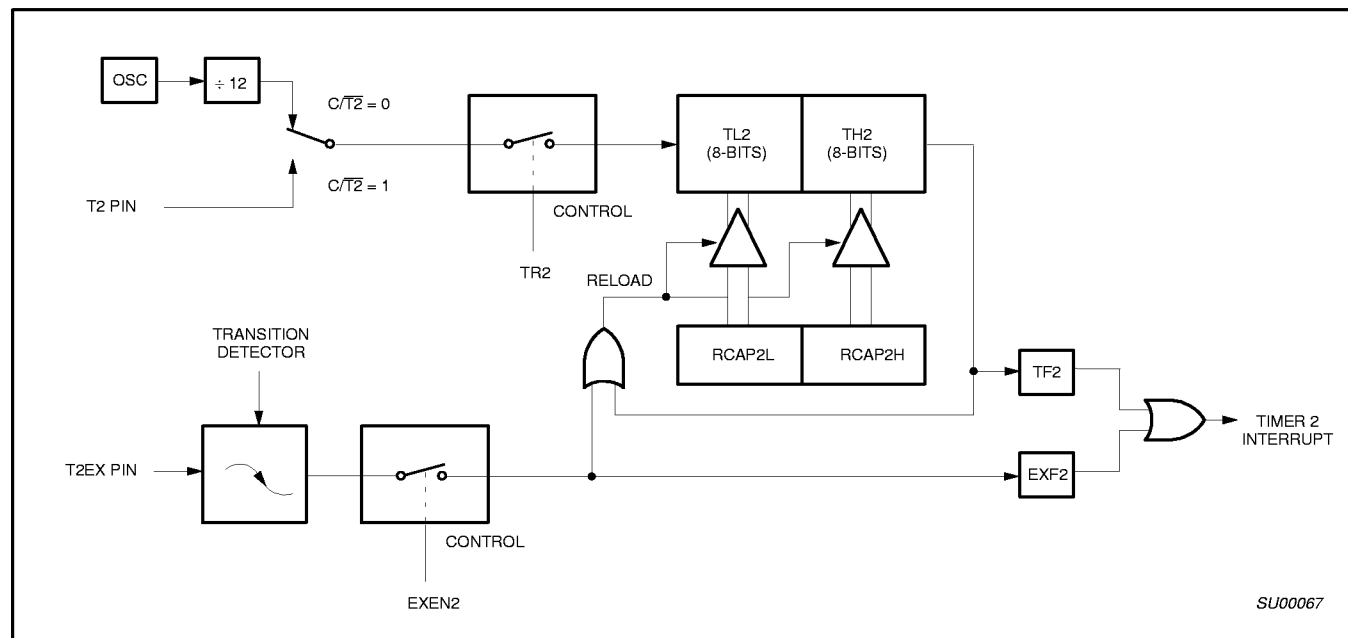 OSC
÷ 12
C/T2 = 0
C/T2 = 1
T2 PIN
CONTROL
TR2
TL2
(8-BITS)
TH2
(8-BITS)
RELOAD
TRANSITION
DETECTOR
RCAP2L
RCAP2H
TF2
TIMER 2
INTERRUPT
T2EX PIN
EXF2
CONTROL
EXEN2
SU00067